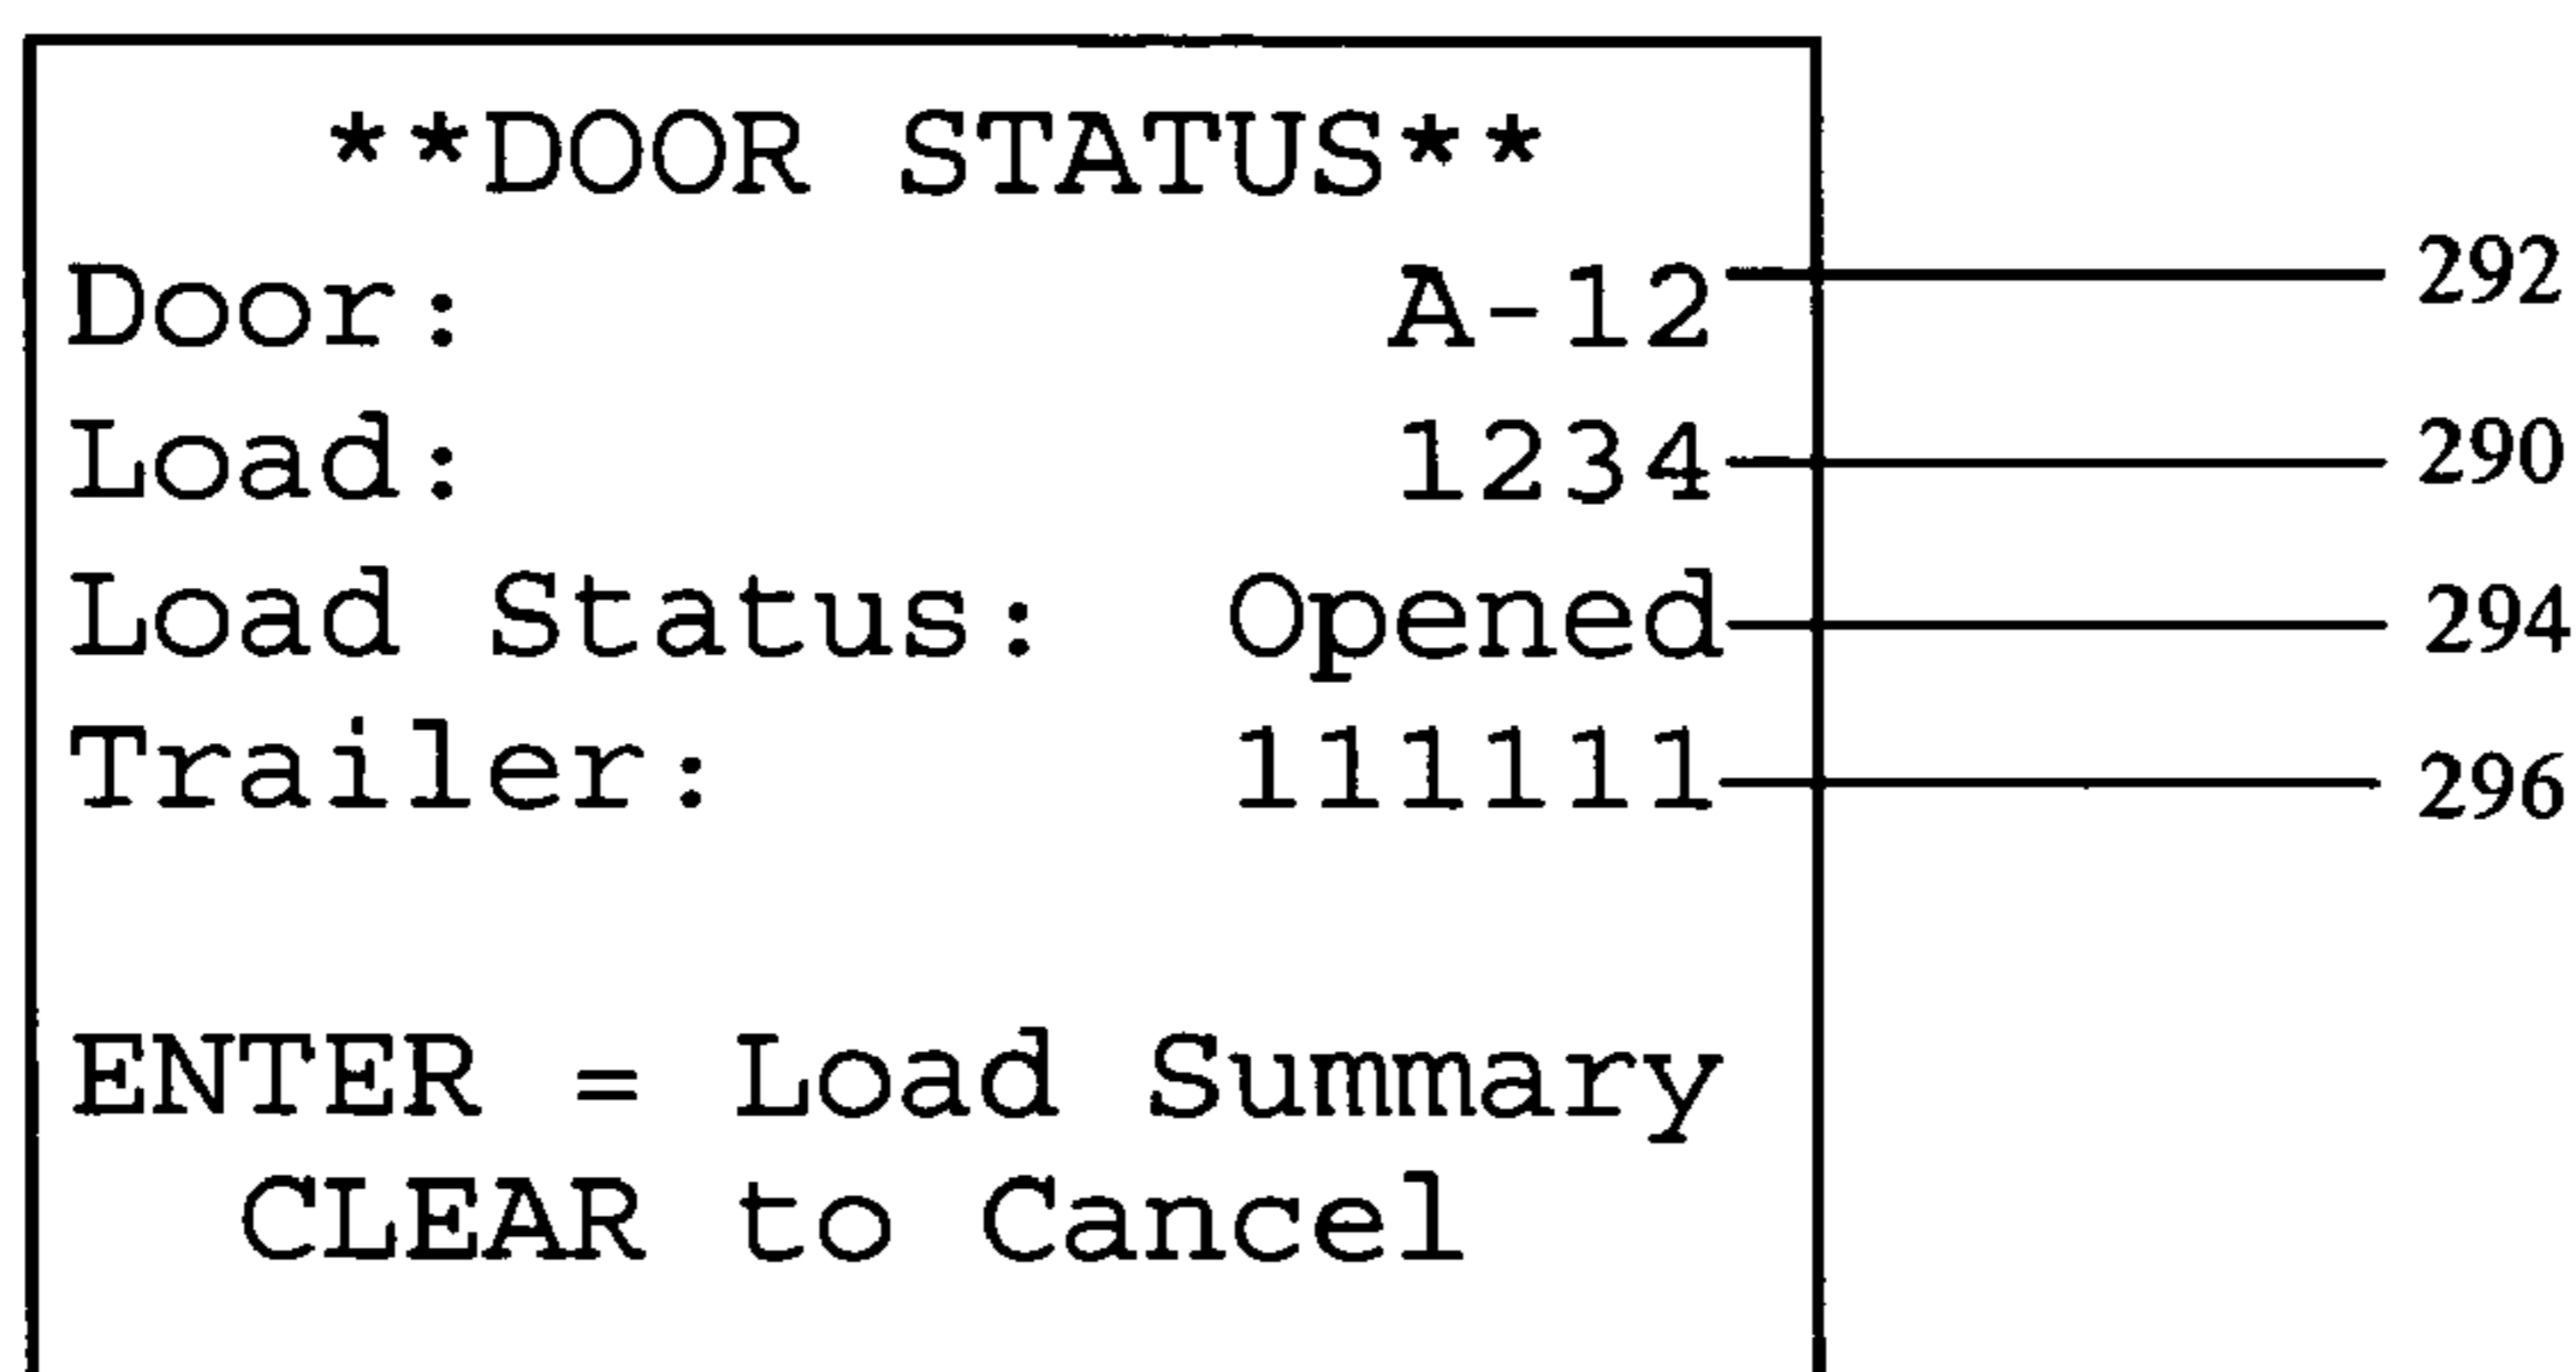 **DOOR STATUS**
Door: A-12 292
Load: 1234 290
Load Status: Opened 294
Trailer: 111111 296
ENTER = Load Summary
CLEAR to Cancel